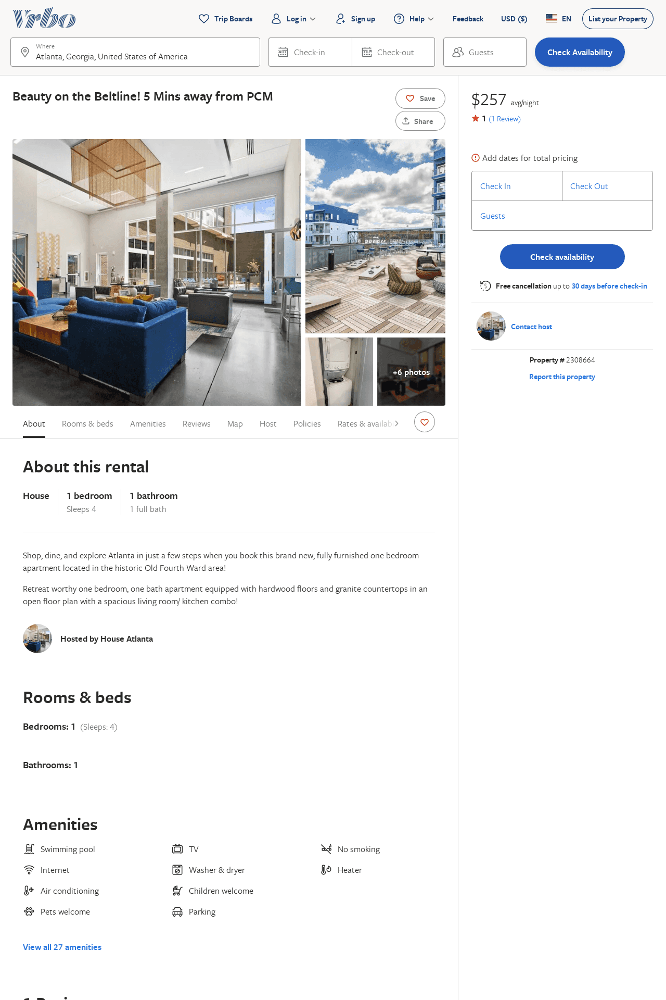 Vrbo
Trip Boards
Log in
Sign up
Help
Feedback
USD ($)
EN
List your Property
Where
Atlanta, Georgia, United States of America
Check-in
Check-out
Guests
Check Availability
Beauty on the Beltline! 5 Mins away from PCM
Save
Share
+6 photos
$257 avg/night
1 (1 Review)
Add dates for total pricing
Check In
Check Out
Guests
Check availability
Free cancellation up to 30 days before check-in
Contact host
Property # 2308664
Report this property
About
Rooms & beds
Amenities
Reviews
Map
Host
Policies
Rates & availab
About this rental
House
1 bedroom
Sleeps 4
1 bathroom
1 full bath
Shop, dine, and explore Atlanta in just a few steps when you book this brand new, fully furnished one bedroom
apartment located in the historic Old Fourth Ward area!
Retreat worthy one bedroom, one bath apartment equipped with hardwood floors and granite countertops in an
open floor plan with a spacious living room/ kitchen combo!
Hosted by House Atlanta
Rooms & beds
Bedrooms: 1 (Sleeps: 4)
Bathrooms: 1
Amenities
Swimming pool
TV
No smoking
Internet
Washer & dryer
Heater
Air conditioning
Children welcome
Pets welcome
Parking
View all 27 amenities